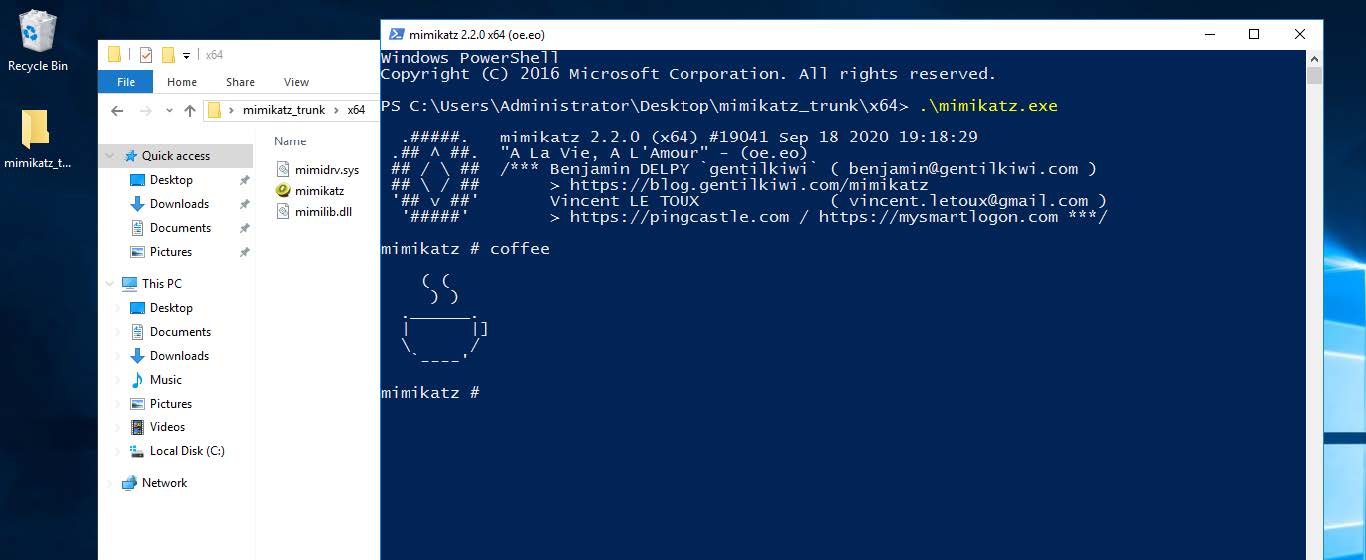 Recycle Bin
mimikatz_t...
x64
File
Home
Share
View
mimikatz_trunk
x64
Quick access
Desktop
Downloads
Documents
Pictures
This PC
Desktop
Documents
Downloads
Music
Pictures
Videos
Local Disk (C:)
Network
Name
mimidrv.sys
mimikatz
mimilib.dll
mimikatz 2.2.0 x64 (oe.eo)
Windows PowerShell
Copyright (C) 2016 Microsoft Corporation. All rights reserved.
PS C:\Users\Administrator\Desktop\mimikatz_trunk\x64> .\mimikatz.exe
  .#####.   mimikatz 2.2.0 (x64) #19041 Sep 18 2020 19:18:29
 .## ^ ##.  "A La Vie, A L'Amour" - (oe.eo)
 ## / \ ##  /*** Benjamin DELPY `gentilkiwi` ( benjamin@gentilkiwi.com )
 ## \ / ##       > https://blog.gentilkiwi.com/mimikatz
 '## v ##'       Vincent LE TOUX             ( vincent.letoux@gmail.com )
  '#####'        > https://pingcastle.com / https://mysmartlogon.com ***/
mimikatz # coffee
    ( (
     ) )
  .______.
  |      |]
  \      /
   `----'
mimikatz #